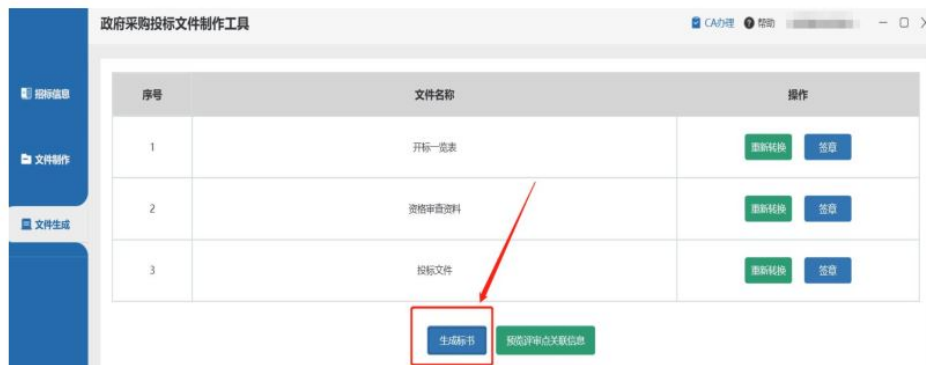 政府采购投标文件制作工具
CA办理 帮助
招标信息
文件制作
文件生成
序号 文件名称 操作
1 开标一览表 重新转换 签章
2 资格审查资料 重新转换 签章
3 投标文件 重新转换 签章
生成标书 预览评审点关联信息